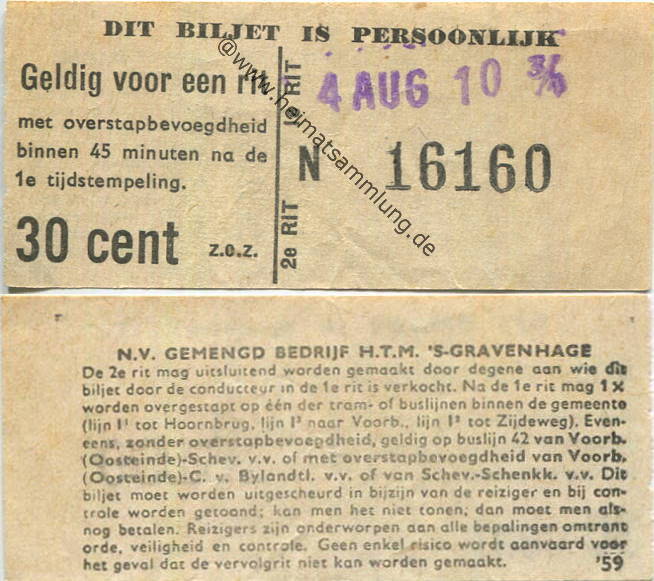 DIT BILJET IS PERSOONLIJK
Geldig voor een rit
met overstapbevoegdheid
binnen 45 minuten na de
1e tijdstempeling.
30 cent z.o.z.
1e RIT
2e RIT
4 AUG 10
N 16160
@www.heimatsammlung.de
N.V. GEMENGD BEDRIJF H.T.M. 'S-GRAVENHAGE
De 2e rit mag uitsluitend worden gemaakt door degene aan wie dit
biljet door de conducteur in de 1e rit is verkocht. Na de 1e rit mag 1x
worden overgestapt op één der tram- of buslijnen binnen de gemeente
(lijn 1¹ tot Hoornbrug, lijn 1³ naar Voorb., lijn 1³ tot Zijdeweg). Even-
eens, zonder overstapbevoegdheid, geldig op buslijn 42 van Voorb.
(Oosteinde)-Schev. v.v. of met overstapbevoegdheid van Voorb.
(Oosteinde)-C. v. Bylandtl. v.v. of van Schev.-Schenkk. v.v. Dit
biljet moet worden uitgescheurd in bijzijn van de reiziger en bij con-
trole worden getoond; kan men het niet tonen, dan moet men als-
nog betalen. Reizigers zijn onderworpen aan alle bepalingen omtrent
orde, veiligheid en controle. Geen enkel risico wordt aanvaard voor
het geval dat de vervolgrit niet kan worden gemaakt. '59